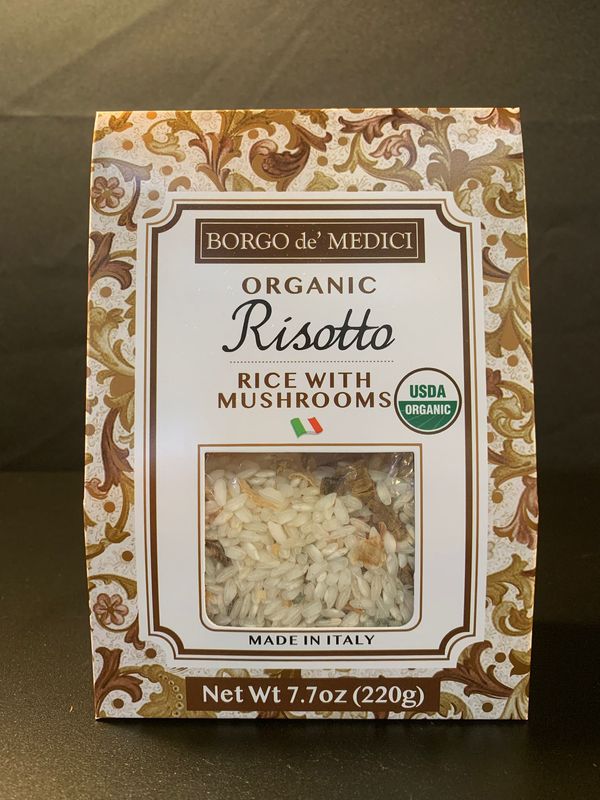 BORGO de' MEDICI
ORGANIC
Risotto
RICE WITH
MUSHROOMS
USDA
ORGANIC
MADE IN ITALY
Net Wt 7.7oz (220g)